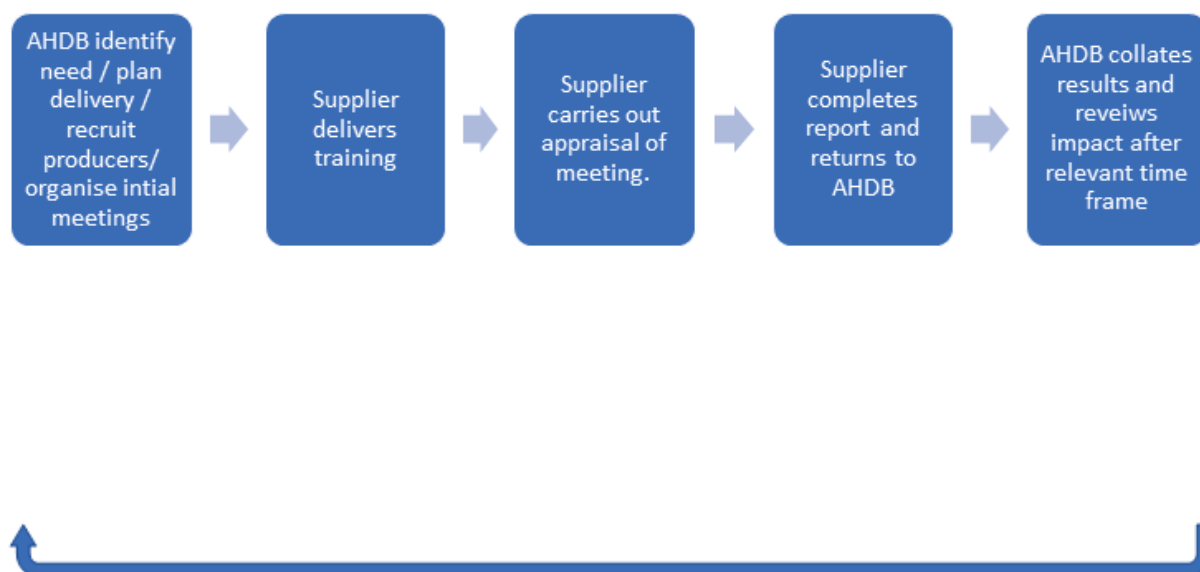 AHDB identify
need / plan
delivery /
recruit
producers/
organise intial
meetings
Supplier
delivers
training
Supplier
carries out
appraisal of
meeting.
Supplier
completes
report and
returns to
AHDB
AHDB collates
results and
reveiws
impact after
relevant time
frame